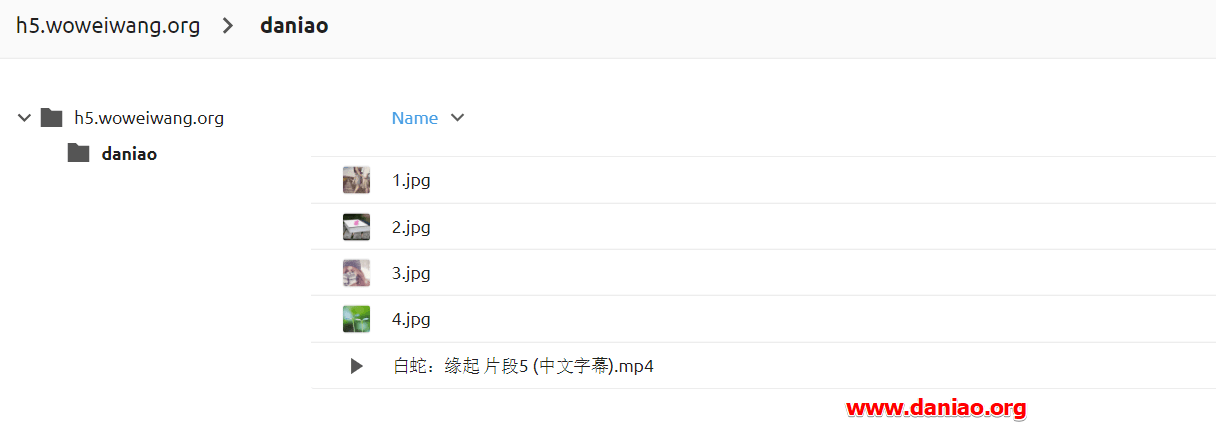 h5.woweiwang.org > daniao
h5.woweiwang.org
daniao
Name
1.jpg
2.jpg
3.jpg
4.jpg
白蛇：缘起 片段5 (中文字幕).mp4
www.daniao.org